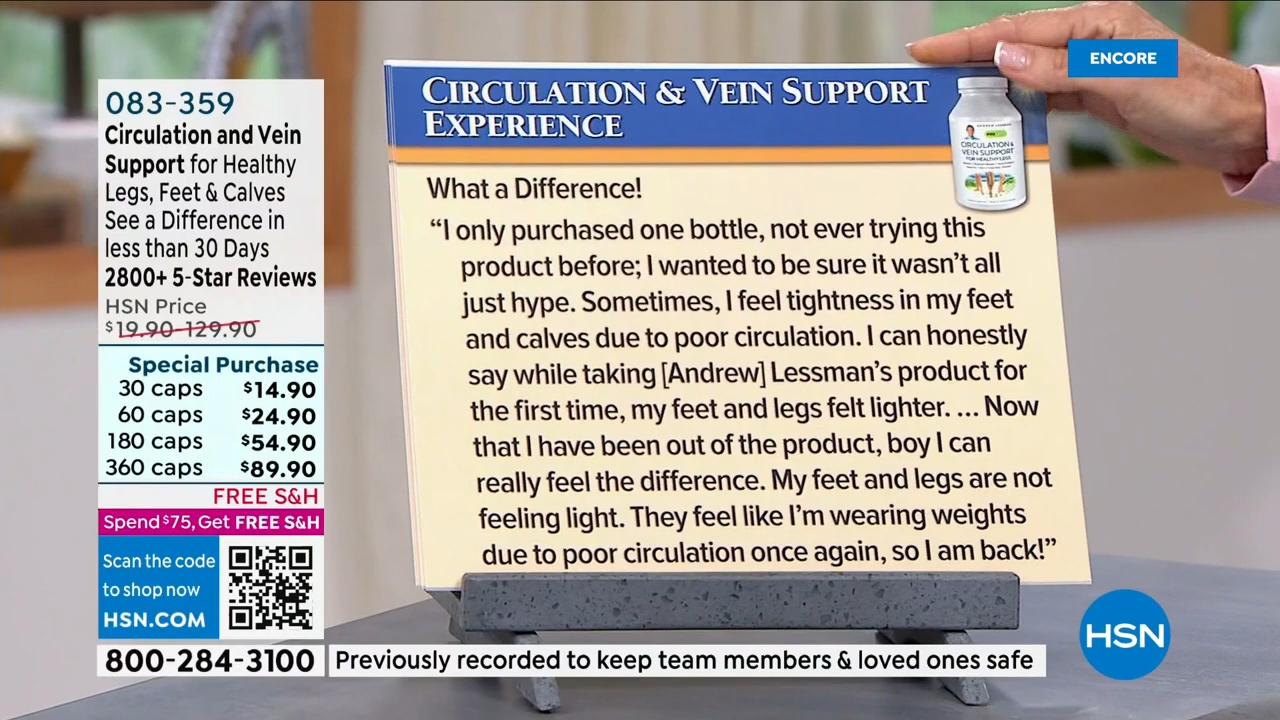 ENCORE
083-359
Circulation and Vein
Support for Healthy
Legs, Feet & Calves
See a Difference in
less than 30 Days
2800+ 5-Star Reviews
HSN Price
$19.90-129.90
Special Purchase
30 caps $14.90
60 caps $24.90
180 caps $54.90
360 caps $89.90
FREE S&H
Spend $75, Get FREE S&H
Scan the code
to shop now
HSN.COM
CIRCULATION & VEIN SUPPORT
EXPERIENCE
CIRCULATION &
VEIN SUPPORT
FOR HEALTHY LEGS
What a Difference!
“I only purchased one bottle, not ever trying this
product before; I wanted to be sure it wasn’t all
just hype. Sometimes, I feel tightness in my feet
and calves due to poor circulation. I can honestly
say while taking [Andrew] Lessman’s product for
the first time, my feet and legs felt lighter. ... Now
that I have been out of the product, boy I can
really feel the difference. My feet and legs are not
feeling light. They feel like I’m wearing weights
due to poor circulation once again, so I am back!”
HSN
800-284-3100
Previously recorded to keep team members & loved ones safe